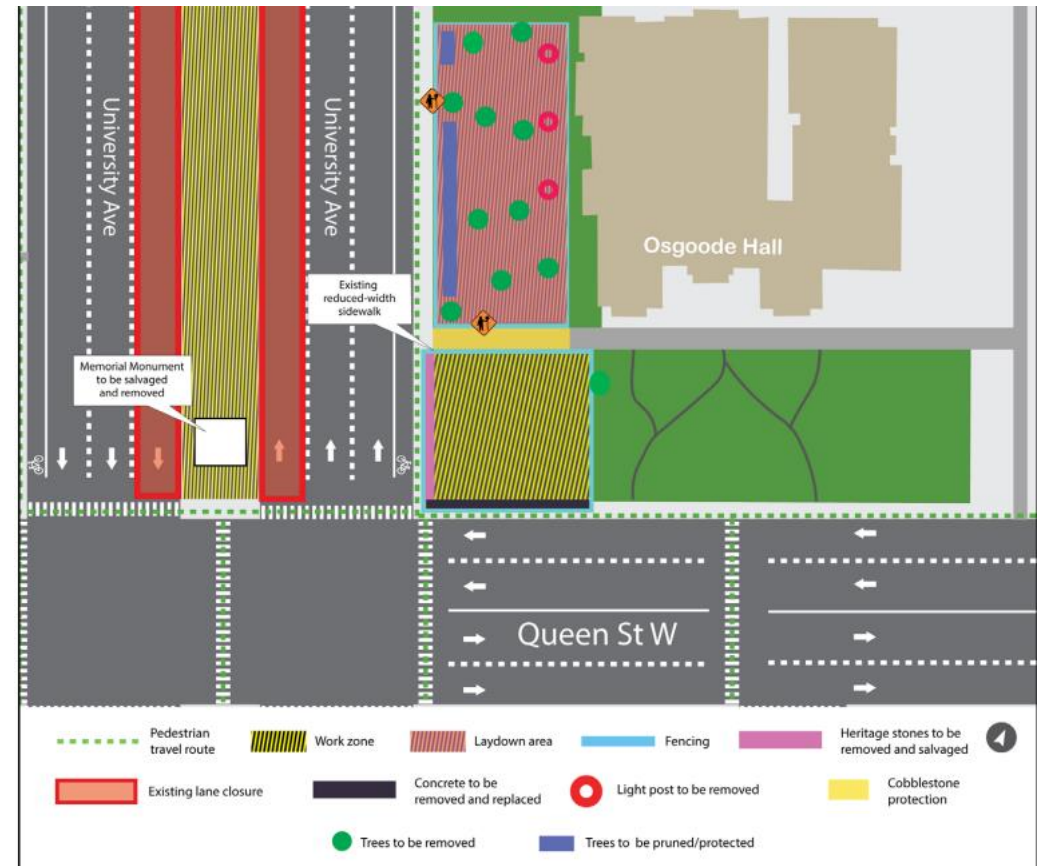 University Ave
University Ave
Osgoode Hall
Existing
reduced-width
sidewalk
Memorial Monument
to be salvaged
and removed
Queen St W
Pedestrian
travel route
Work zone
Laydown area
Fencing
Heritage stones to be
removed and salvaged
Existing lane closure
Concrete to be
removed and replaced
Light post to be removed
Cobblestone
protection
Trees to be removed
Trees to be pruned/protected